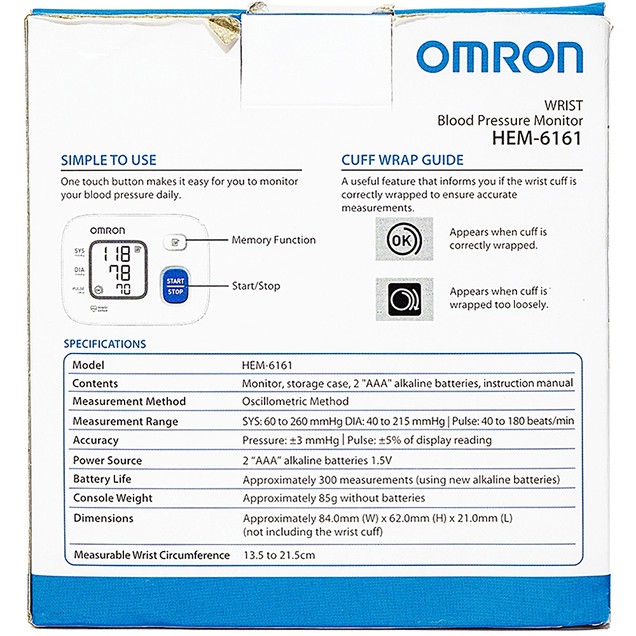 OMRON
WRIST
Blood Pressure Monitor
HEM-6161
SIMPLE TO USE
One touch button makes it easy for you to monitor
your blood pressure daily.
OMRON
SYS
118
DIA
78
PULSE
70
START
STOP
Memory Function
Start/Stop
CUFF WRAP GUIDE
A useful feature that informs you if the wrist cuff is
correctly wrapped to ensure accurate
measurements.
OK
Appears when cuff is
correctly wrapped.
Appears when cuff is
wrapped too loosely.
SPECIFICATIONS
Model HEM-6161
Contents Monitor, storage case, 2 "AAA" alkaline batteries, instruction manual
Measurement Method Oscillometric Method
Measurement Range SYS: 60 to 260 mmHg DIA: 40 to 215 mmHg | Pulse: 40 to 180 beats/min
Accuracy Pressure: ±3 mmHg | Pulse: ±5% of display reading
Power Source 2 "AAA" alkaline batteries 1.5V
Battery Life Approximately 300 measurements (using new alkaline batteries)
Console Weight Approximately 85g without batteries
Dimensions Approximately 84.0mm (W) x 62.0mm (H) x 21.0mm (L)
(not including the wrist cuff)
Measurable Wrist Circumference 13.5 to 21.5cm